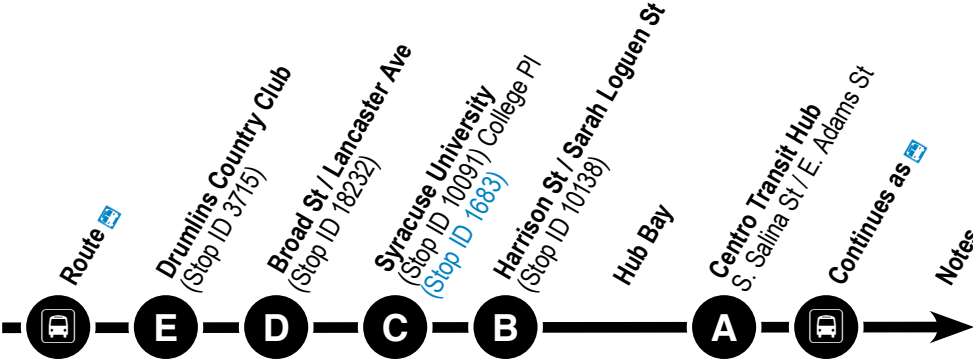 Route
Drumlins Country Club
(Stop ID 3715)
Broad St / Lancaster Ave
(Stop ID 18232)
Syracuse University
(Stop ID 10091) College Pl
(Stop ID 1683)
Harrison St / Sarah Loguen St
(Stop ID 10138)
Hub Bay
Centro Transit Hub
S. Salina St / E. Adams St
Continues as
Notes
E
D
C
B
A